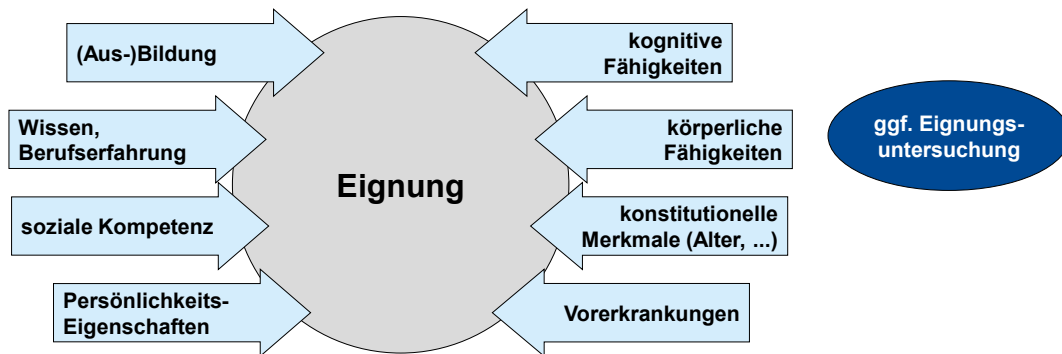 (Aus-)Bildung
kognitive
Fähigkeiten
Wissen,
Berufserfahrung
körperliche
Fähigkeiten
ggf. Eignungs-
untersuchung
Eignung
soziale Kompetenz
konstitutionelle
Merkmale (Alter, ...)
Persönlichkeits-
Eigenschaften
Vorerkrankungen